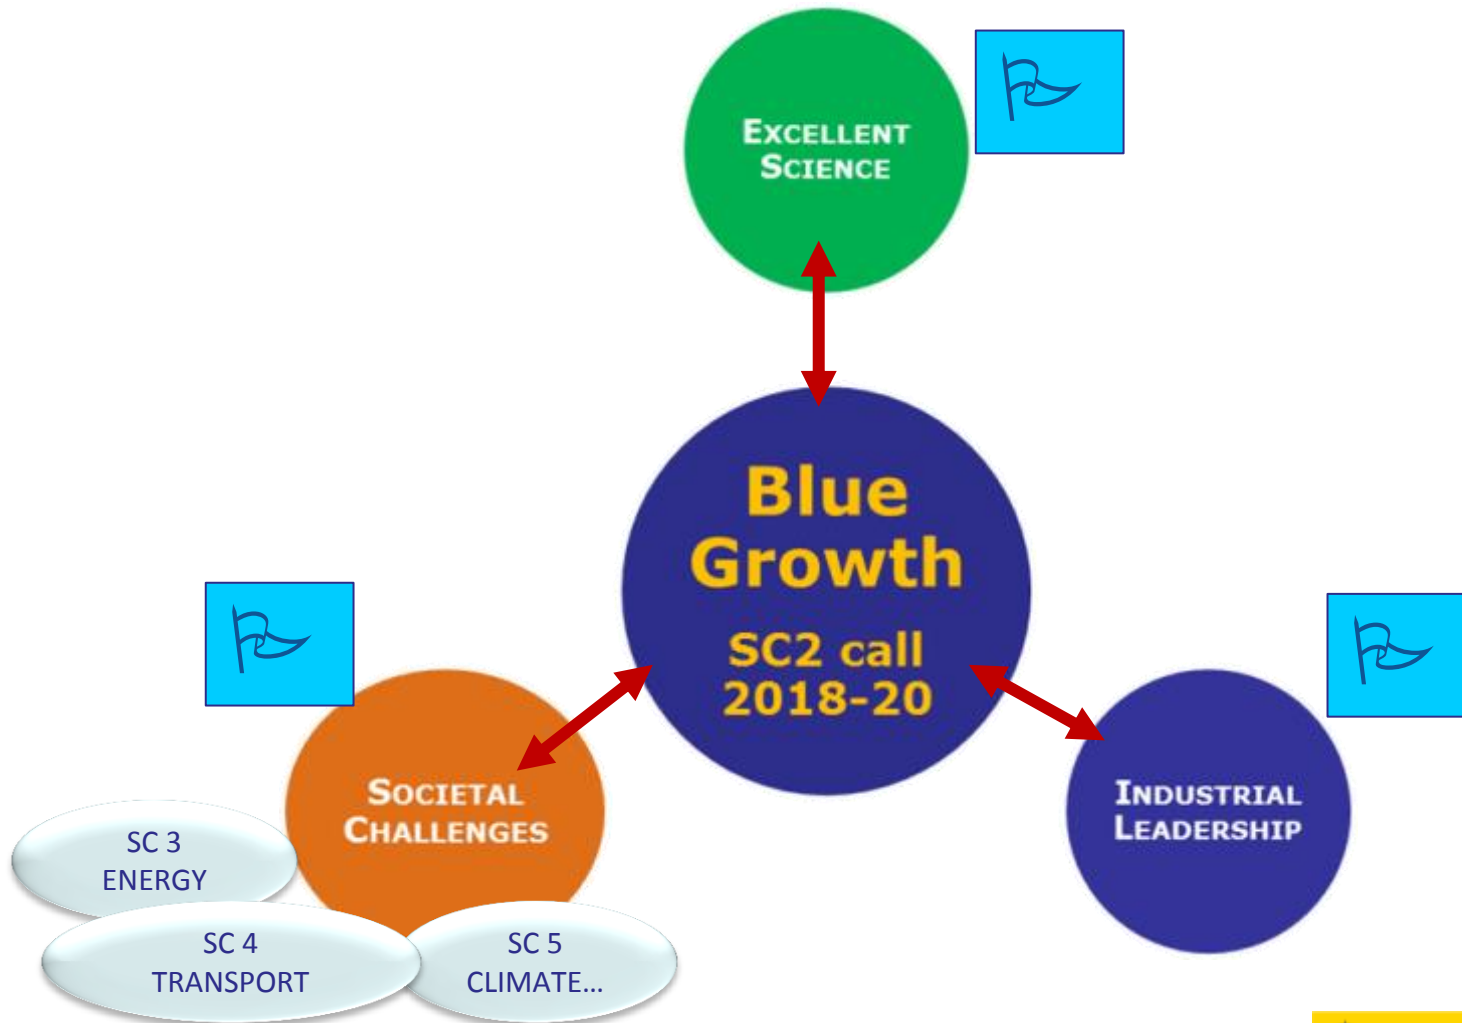 EXCELLENT
SCIENCE
Blue
Growth
SC2 call
2018-20
SOCIETAL
CHALLENGES
INDUSTRIAL
LEADERSHIP
SC 3
ENERGY
SC 4
TRANSPORT
SC 5
CLIMATE...